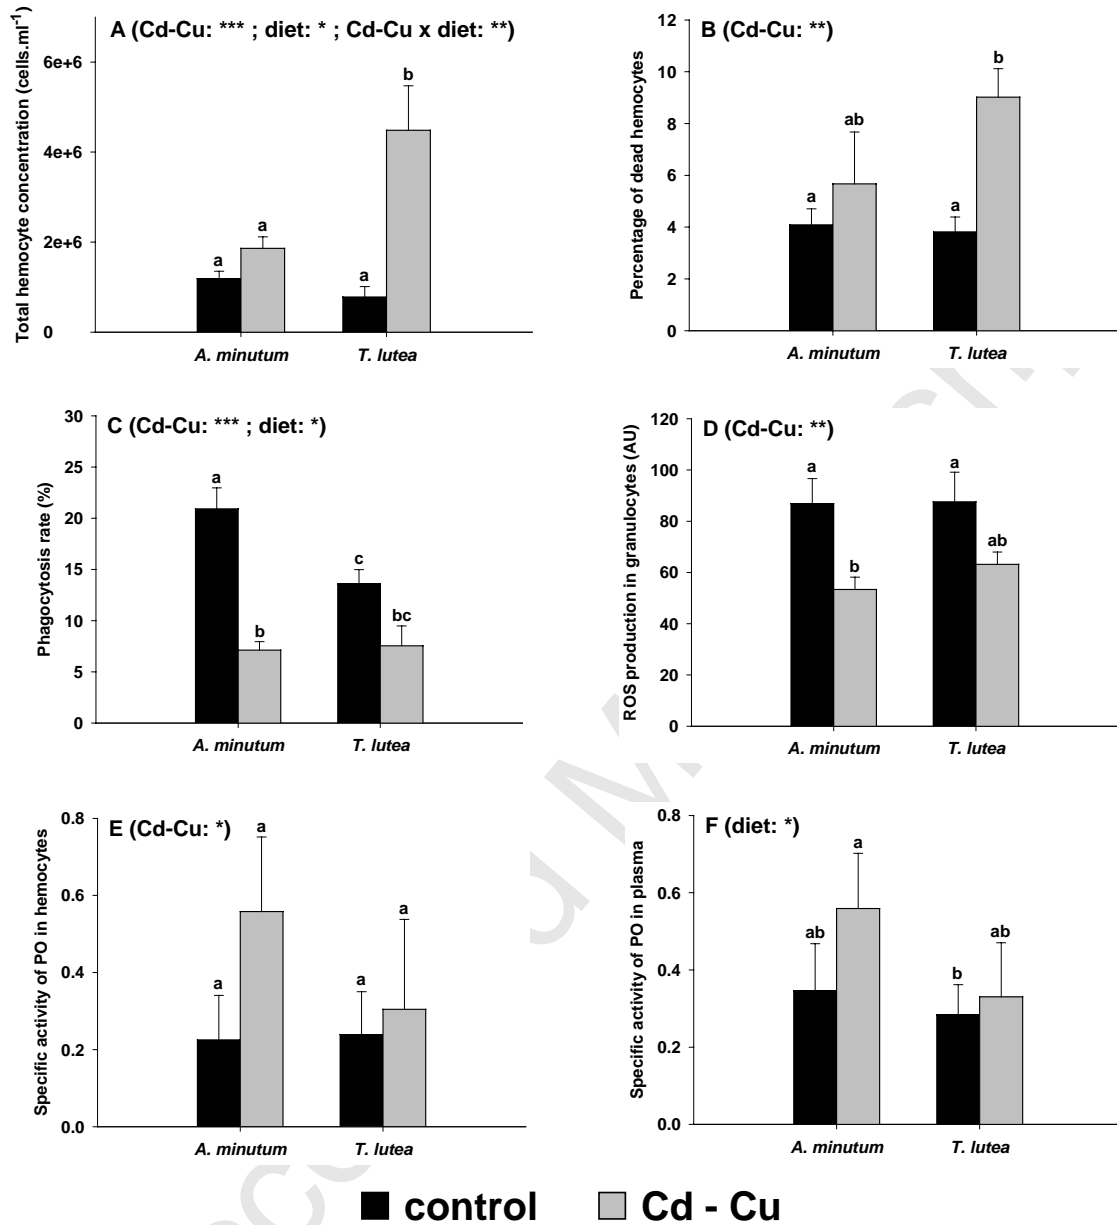 A (Cd-Cu: *** ; diet: * ; Cd-Cu x diet: **)
Total hemocyte concentration (cells.ml-1)
6e+6
4e+6
2e+6
0
a
a
a
b
A. minutum
T. lutea
B (Cd-Cu: **)
Percentage of dead hemocytes
12
10
8
6
4
2
0
a
ab
a
b
A. minutum
T. lutea
C (Cd-Cu: *** ; diet: *)
Phagocytosis rate (%)
30
25
20
15
10
5
0
a
b
c
bc
A. minutum
T. lutea
D (Cd-Cu: **)
ROS production in granulocytes (AU)
120
100
80
60
40
20
0
a
b
a
ab
A. minutum
T. lutea
E (Cd-Cu: *)
Specific activity of PO in hemocytes
0.8
0.6
0.4
0.2
0.0
a
a
a
a
A. minutum
T. lutea
F (diet: *)
Specific activity of PO in plasma
0.8
0.6
0.4
0.2
0.0
ab
a
b
ab
A. minutum
T. lutea
control
Cd - Cu